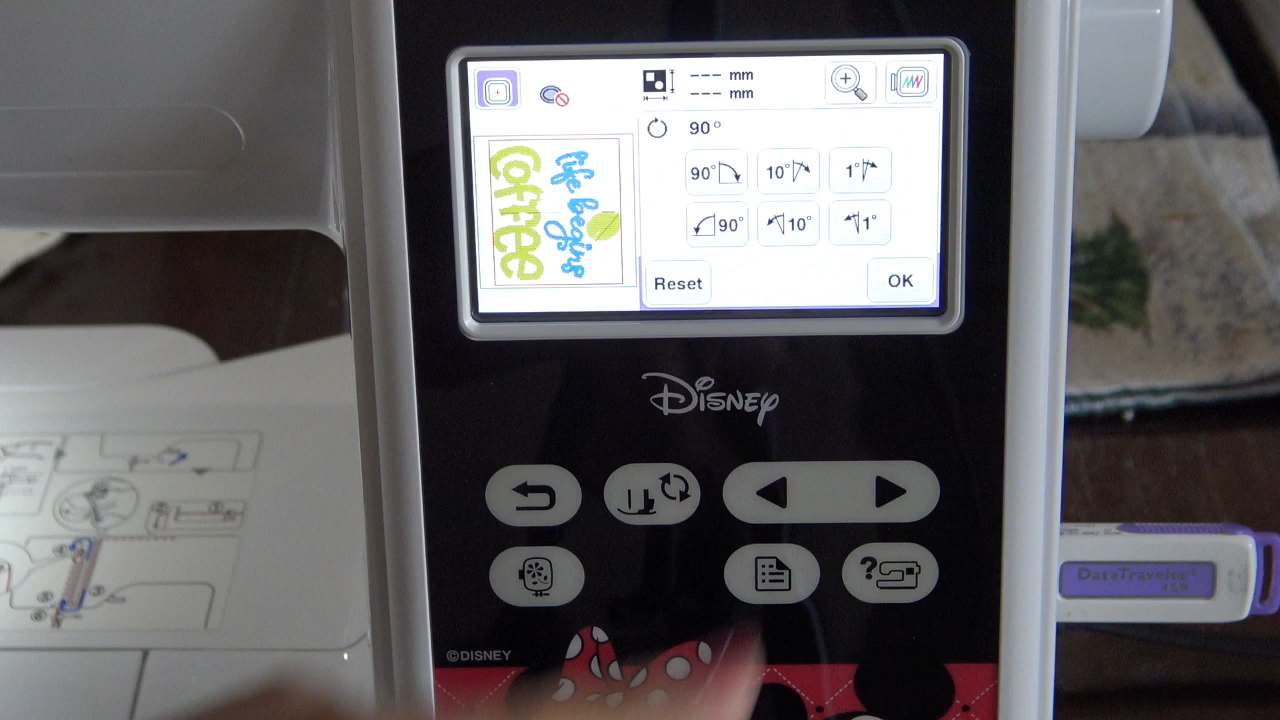 --- mm
--- mm
90°
90° 10° 1°
90° 10° 1°
Reset OK
life begins
COFFEE
DISNEY
?
©DISNEY
DataTraveler